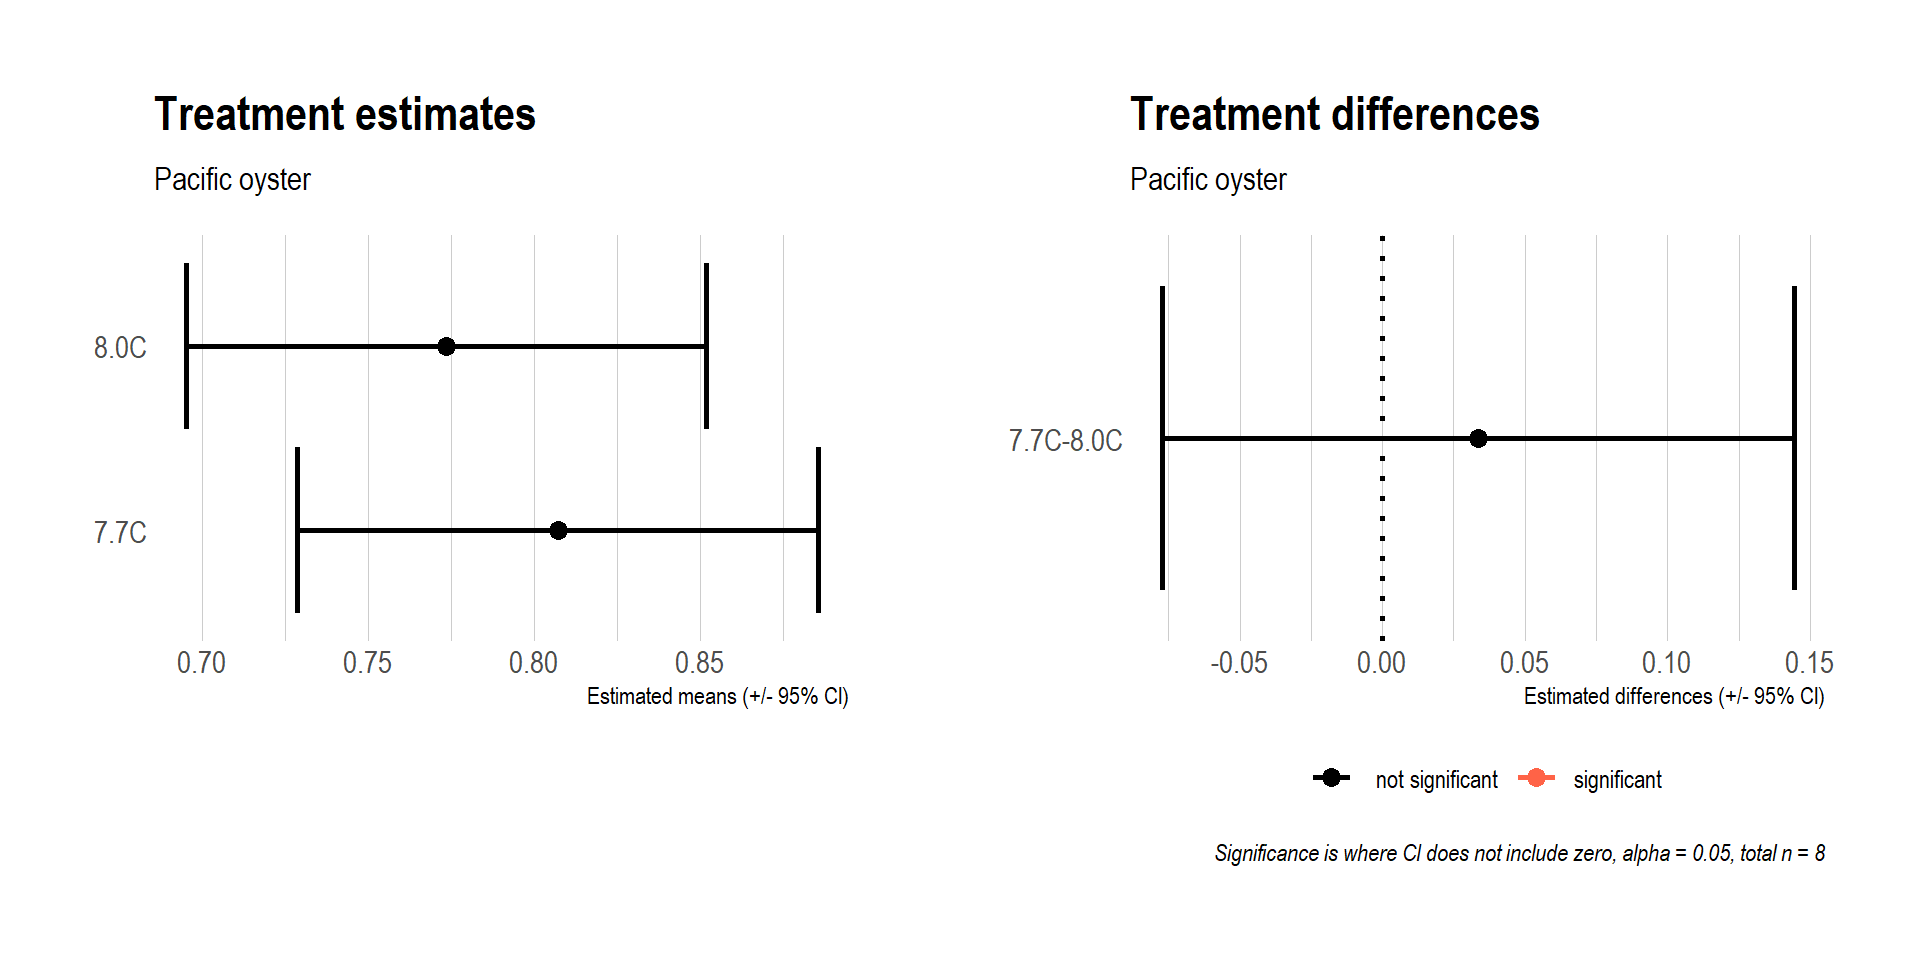 Treatment estimates
Pacific oyster
8.0C
7.7C
0.70 0.75 0.80 0.85
Estimated means (+/- 95% CI)
Treatment differences
Pacific oyster
7.7C-8.0C
-0.05 0.00 0.05 0.10 0.15
Estimated differences (+/- 95% CI)
not significant significant
Significance is where CI does not include zero, alpha = 0.05, total n = 8